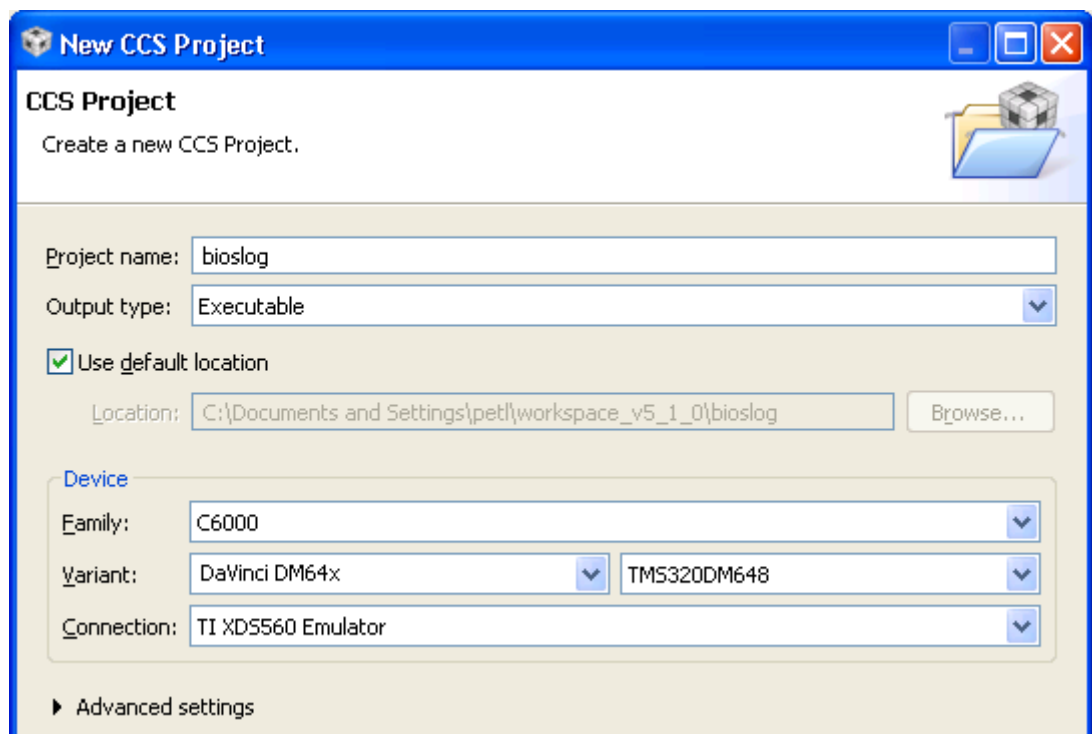 New CCS Project
CCS Project
Create a new CCS Project.
Project name: bioslog
Output type: Executable
Use default location
Location: C:\Documents and Settings\petl\workspace_v5_1_0\bioslog Browse...
Device
Family: C6000
Variant: DaVinci DM64x TMS320DM648
Connection: TI XDS560 Emulator
Advanced settings